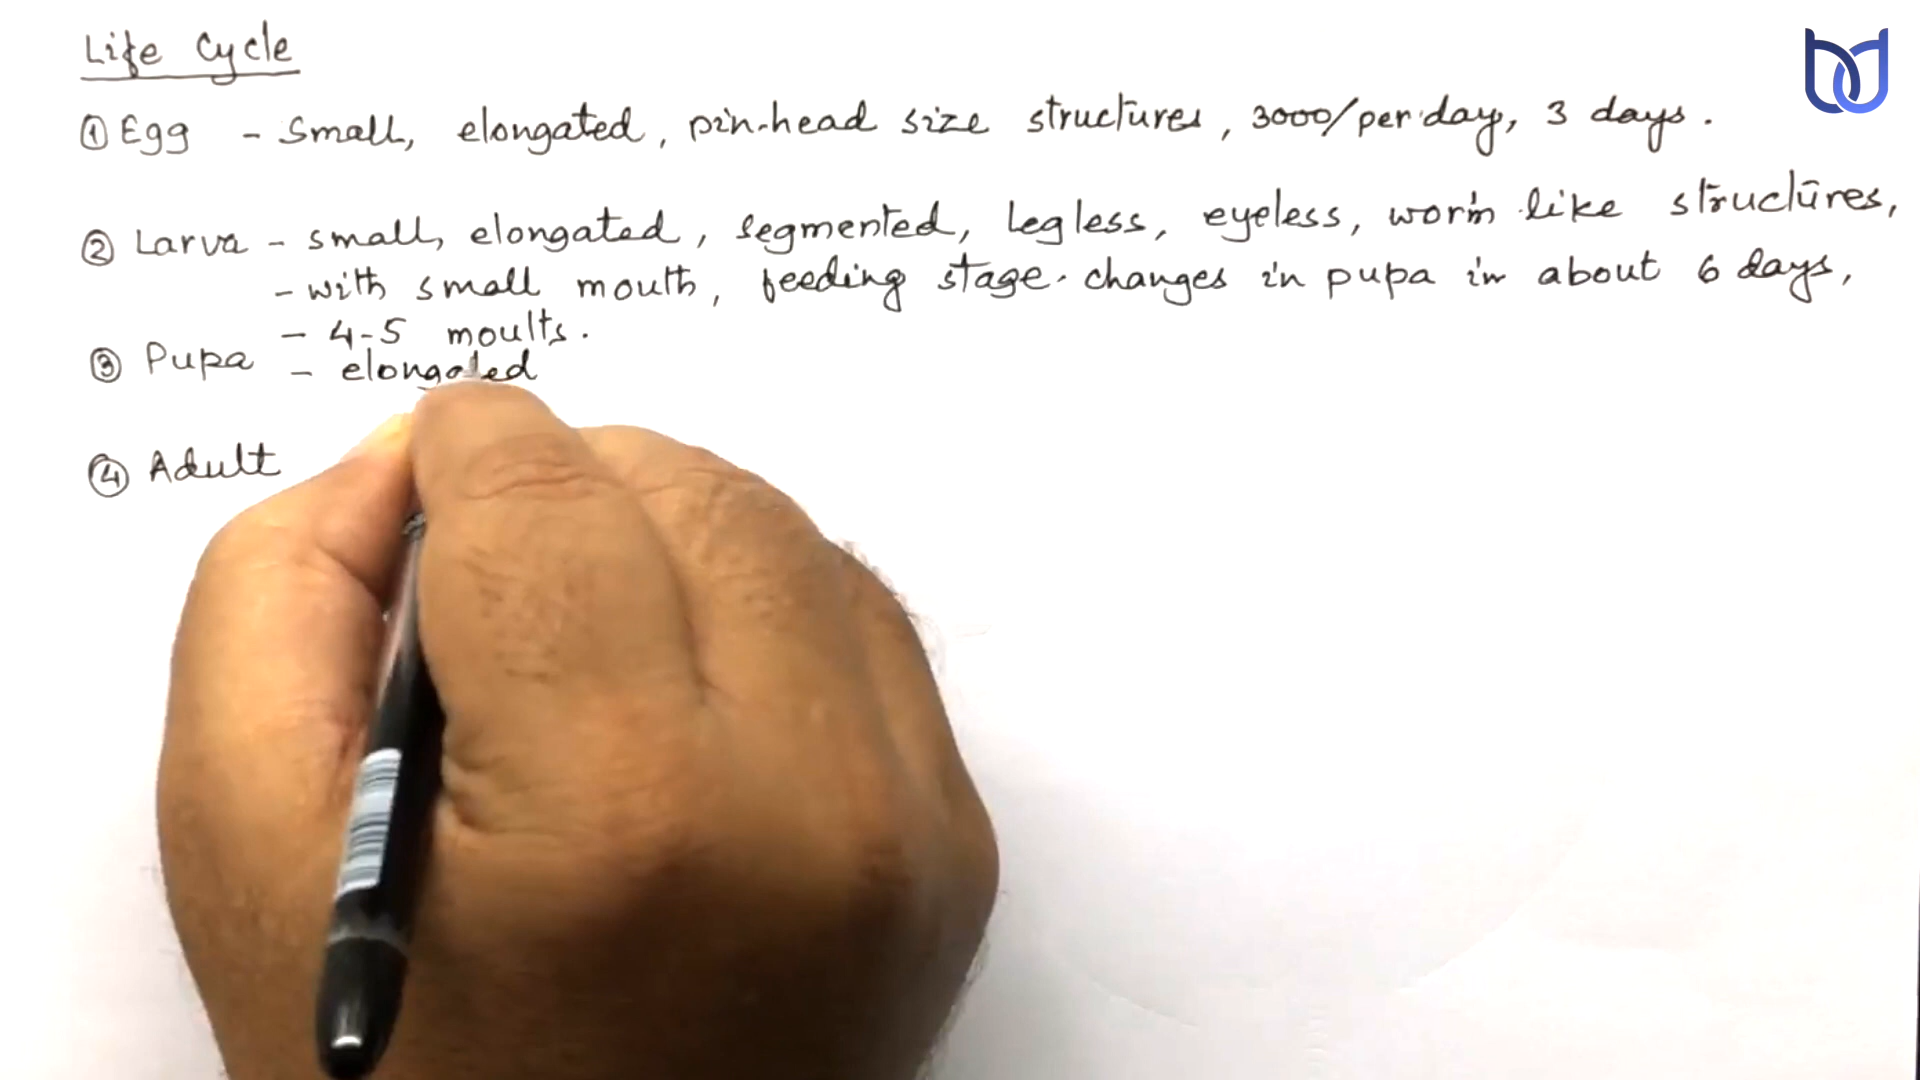 Life Cycle
① Egg - Small, elongated, pin-head size structures, 3000/per day, 3 days.
② Larva - small, elongated, segmented, legless, eyeless, worm like structures,
- with small mouth, feeding stage. changes in pupa in about 6 days,
- 4-5 moults.
③ Pupa - elongated
④ Adult